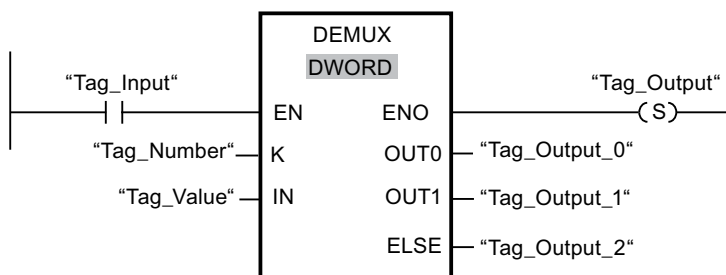 DEMUX
DWORD
“Tag_Input“ “Tag_Output“
EN ENO (S)
“Tag_Number“ K OUT0 “Tag_Output_0“
“Tag_Value“ IN OUT1 “Tag_Output_1“
ELSE “Tag_Output_2“